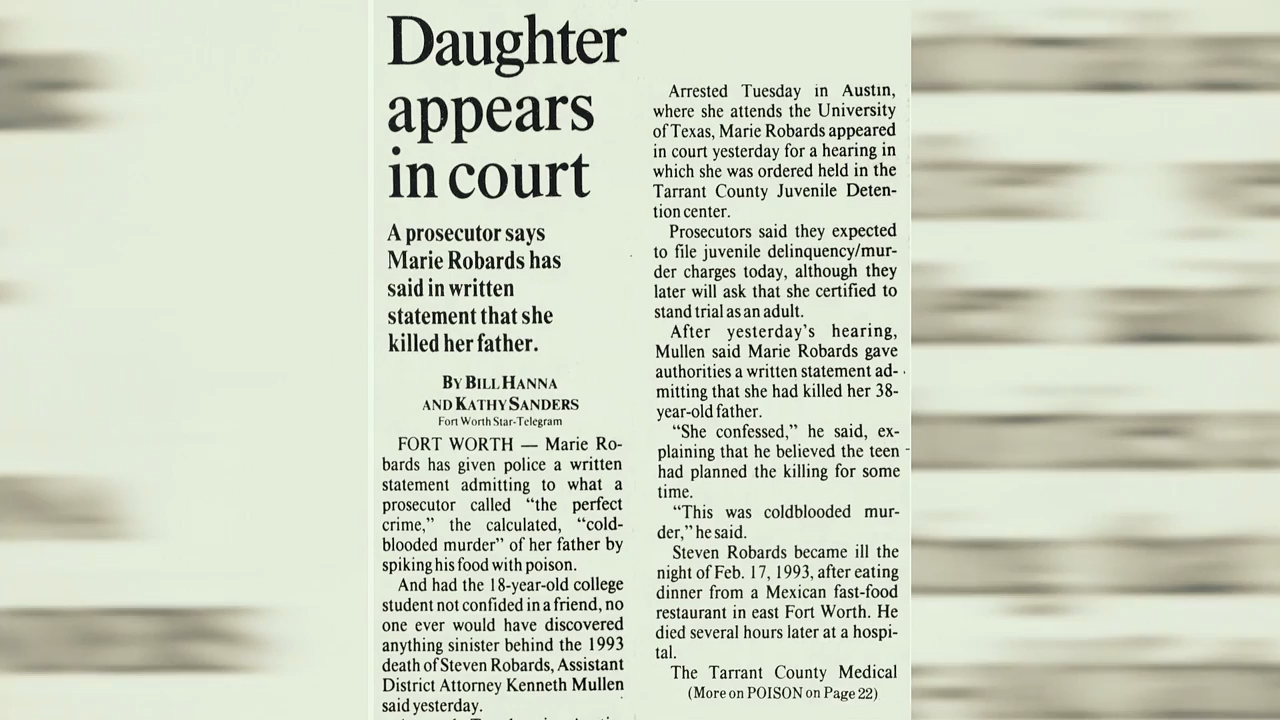 Daughter
appears
in court
A prosecutor says
Marie Robards has
said in written
statement that she
killed her father.
BY BILL HANNA
AND KATHY SANDERS
Fort Worth Star-Telegram
FORT WORTH — Marie Ro-
bards has given police a written
statement admitting to what a
prosecutor called “the perfect
crime,” the calculated, “cold-
blooded murder” of her father by
spiking his food with poison.
And had the 18-year-old college
student not confided in a friend, no
one ever would have discovered
anything sinister behind the 1993
death of Steven Robards, Assistant
District Attorney Kenneth Mullen
said yesterday.
Arrested Tuesday in Austin,
where she attends the University
of Texas, Marie Robards appeared
in court yesterday for a hearing in
which she was ordered held in the
Tarrant County Juvenile Deten-
tion center.
Prosecutors said they expected
to file juvenile delinquency/mur-
der charges today, although they
later will ask that she certified to
stand trial as an adult.
After yesterday’s hearing,
Mullen said Marie Robards gave
authorities a written statement ad-
mitting that she had killed her 38-
year-old father.
“She confessed,” he said, ex-
plaining that he believed the teen
had planned the killing for some
time.
“This was coldblooded mur-
der,” he said.
Steven Robards became ill the
night of Feb. 17, 1993, after eating
dinner from a Mexican fast-food
restaurant in east Fort Worth. He
died several hours later at a hospi-
tal.
The Tarrant County Medical
(More on POISON on Page 22)